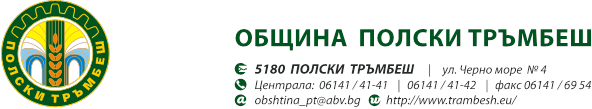 ПОЛСКИ ТРЪМБЕШ
ОБЩИНА ПОЛСКИ ТРЪМБЕШ
5180 ПОЛСКИ ТРЪМБЕШ | ул. Черно море № 4
Централа: 06141 / 41-41 | 06141 / 41-42 | факс 06141 / 69 54
obshtina_pt@abv.bg http://www.trambesh.eu/